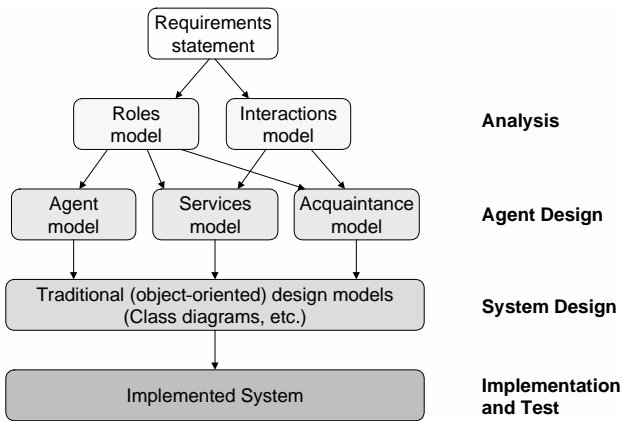 Requirements
statement
Roles
model
Interactions
model
Analysis
Agent
model
Services
model
Acquaintance
model
Agent Design
Traditional (object-oriented) design models
(Class diagrams, etc.)
System Design
Implemented System
Implementation
and Test